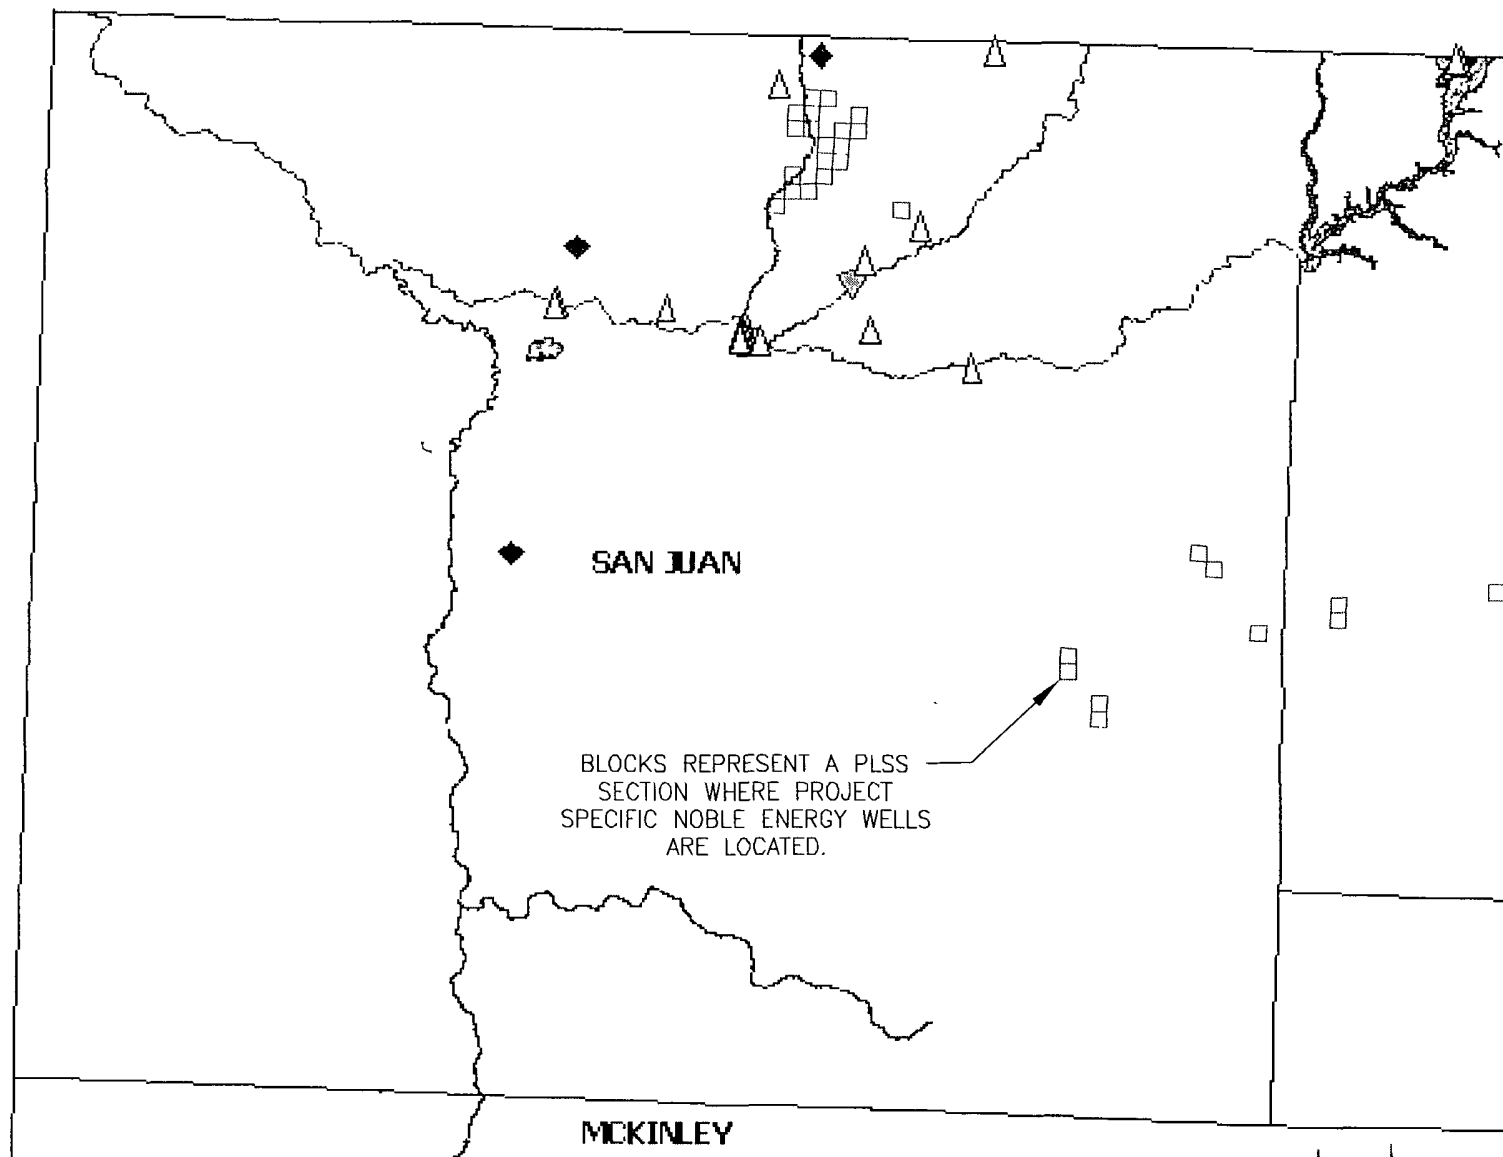 SAN JUAN
BLOCKS REPRESENT A PLSS
SECTION WHERE PROJECT
SPECIFIC NOBLE ENERGY WELLS
ARE LOCATED.
MCKINLEY